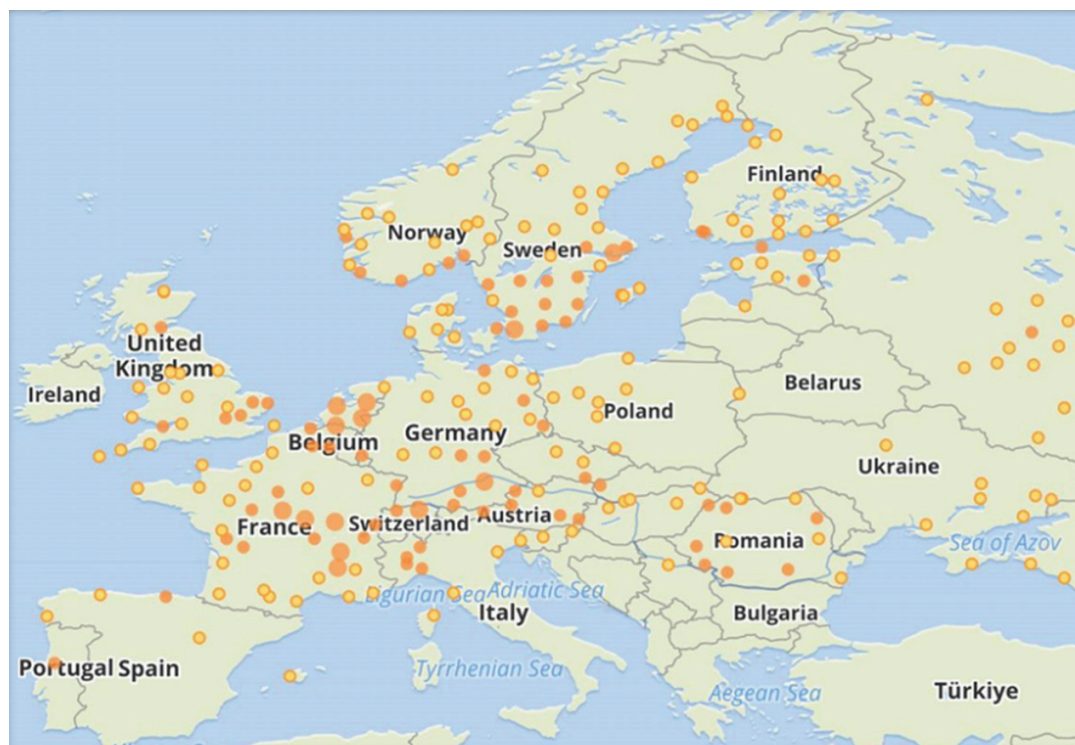 Finland
Norway
Sweden
United
Kingdom
Ireland
Belarus
Poland
Belgium
Germany
Ukraine
France
Switzerland
Austria
Romania
Sea of Azov
Ligurian Sea
Adriatic Sea
Italy
Bulgaria
Portugal
Spain
Tyrrhenian Sea
Aegean Sea
Türkiye